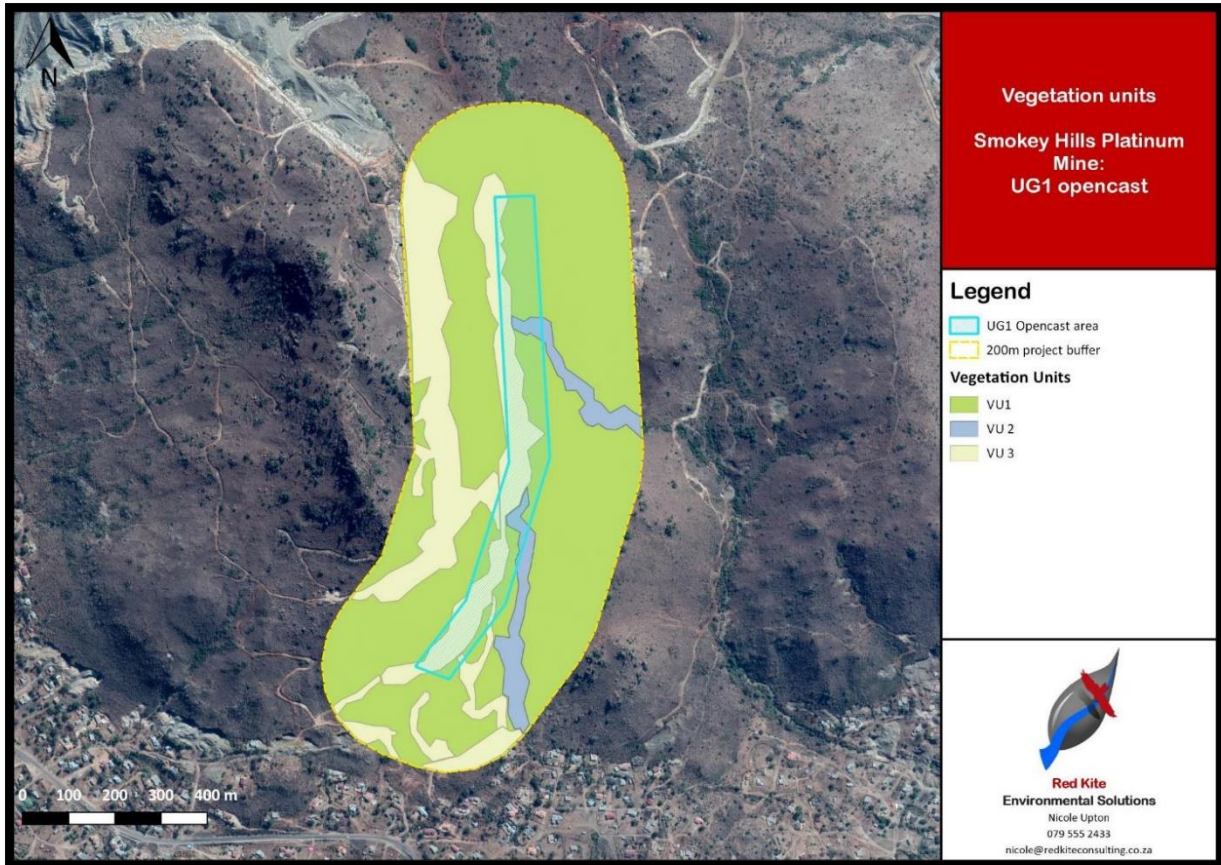 N
0 100 200 300 400 m
Vegetation units
Smokey Hills Platinum
Mine:
UG1 opencast
Legend
UG1 Opencast area
200m project buffer
Vegetation Units
VU1
VU 2
VU 3
Red Kite
Environmental Solutions
Nicole Upton
079 555 2433
nicole@redkiteconsulting.co.za